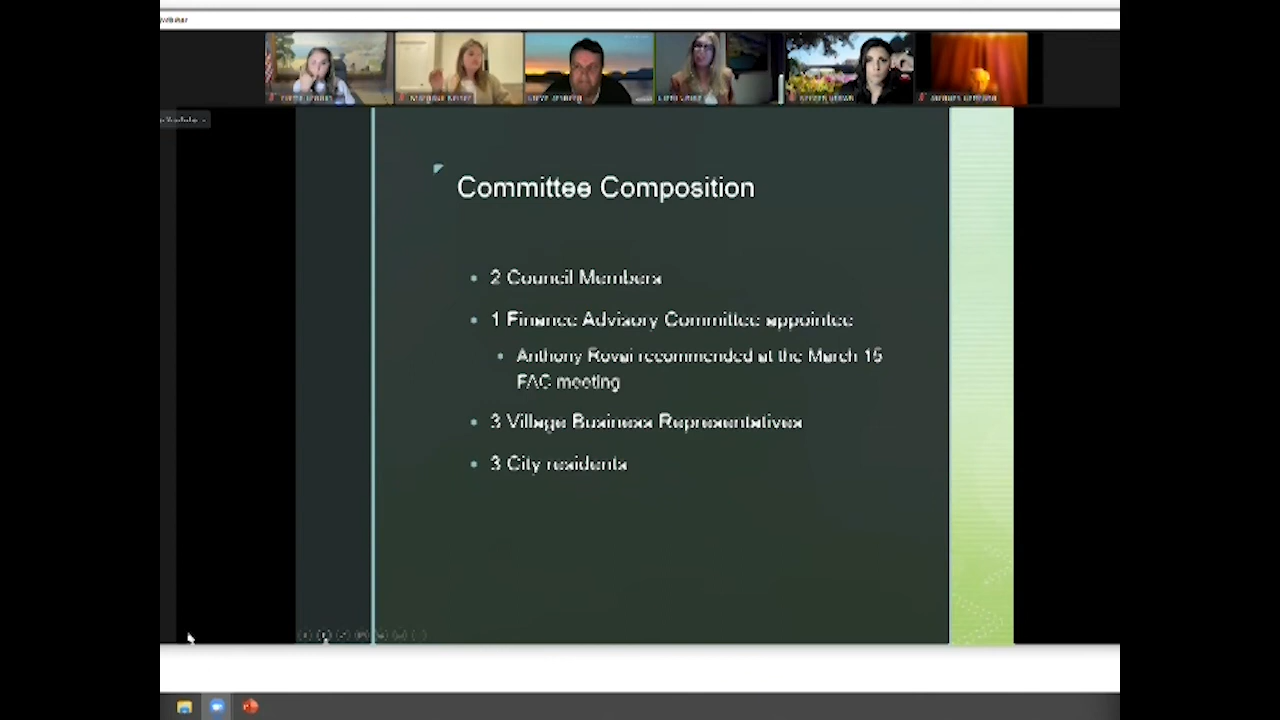 Committee Composition
2 Council Members
1 Finance Advisory Committee appointee
Anthony Rovai recommended at the March 15
FAC meeting
3 Village Business Representatives
3 City residents